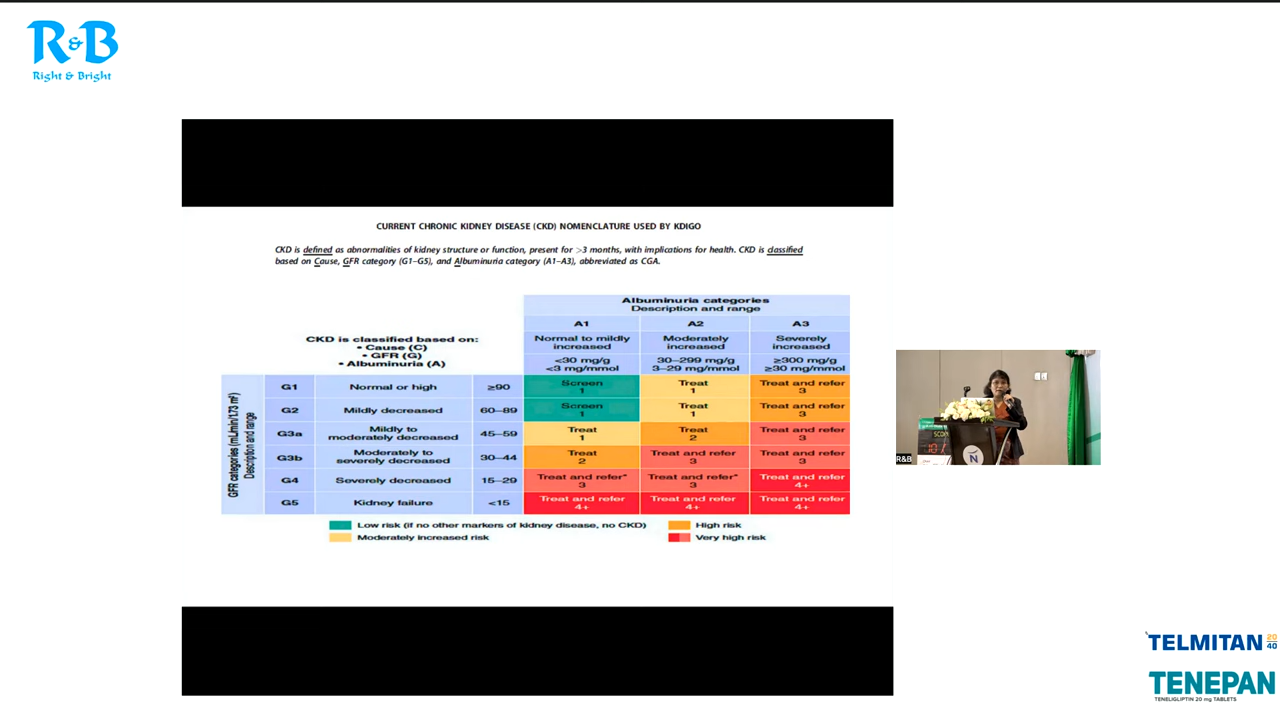 R&B
Right & Bright
CURRENT CHRONIC KIDNEY DISEASE (CKD) NOMENCLATURE USED BY KDIGO
CKD is defined as abnormalities of kidney structure or function, present for >3 months, with implications for health. CKD is classified
based on Cause, GFR category (G1–G5), and Albuminuria category (A1–A3), abbreviated as CGA.
Albuminuria categories
Description and range
CKD is classified based on:
• Cause (C)
• GFR (G)
• Albuminuria (A)
A1 A2 A3
Normal to mildly increased Moderately increased Severely increased
<30 mg/g 30–299 mg/g ≥300 mg/g
<3 mg/mmol 3–29 mg/mmol ≥30 mg/mmol
GFR categories (mL/min/1.73 m²)
Description and range
G1 Normal or high ≥90 Screen 1 Treat 1 Treat and refer 3
G2 Mildly decreased 60–89 Screen 1 Treat 1 Treat and refer 3
G3a Mildly to moderately decreased 45–59 Treat 1 Treat 2 Treat and refer 3
G3b Moderately to severely decreased 30–44 Treat 2 Treat and refer 3 Treat and refer 3
G4 Severely decreased 15–29 Treat and refer* 3 Treat and refer* 3 Treat and refer 4+
G5 Kidney failure <15 Treat and refer 4+ Treat and refer 4+ Treat and refer 4+
Low risk (if no other markers of kidney disease, no CKD) High risk
Moderately increased risk Very high risk
R&B
N
TELMITAN 20 40
TENEPAN
TENELIGLIPTIN 20 mg TABLETS